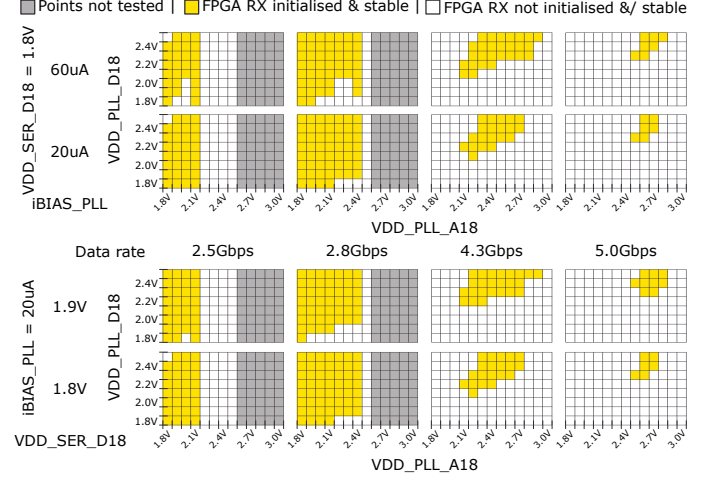 Points not tested | FPGA RX initialised & stable | FPGA RX not initialised &/ stable
VDD_SER_D18 = 1.8V
60uA
20uA
iBIAS_PLL
VDD_PLL_D18
2.4V
2.2V
2.0V
1.8V
2.4V
2.2V
2.0V
1.8V
1.8V 2.1V 2.4V 2.7V 3.0V 1.8V 2.1V 2.4V 2.7V 3.0V 1.8V 2.1V 2.4V 2.7V 3.0V 1.8V 2.1V 2.4V 2.7V 3.0V
VDD_PLL_A18
Data rate 2.5Gbps 2.8Gbps 4.3Gbps 5.0Gbps
iBIAS_PLL = 20uA
1.9V
1.8V
VDD_SER_D18
VDD_PLL_D18
2.4V
2.2V
2.0V
1.8V
2.4V
2.2V
2.0V
1.8V
1.8V 2.1V 2.4V 2.7V 3.0V 1.8V 2.1V 2.4V 2.7V 3.0V 1.8V 2.1V 2.4V 2.7V 3.0V 1.8V 2.1V 2.4V 2.7V 3.0V
VDD_PLL_A18